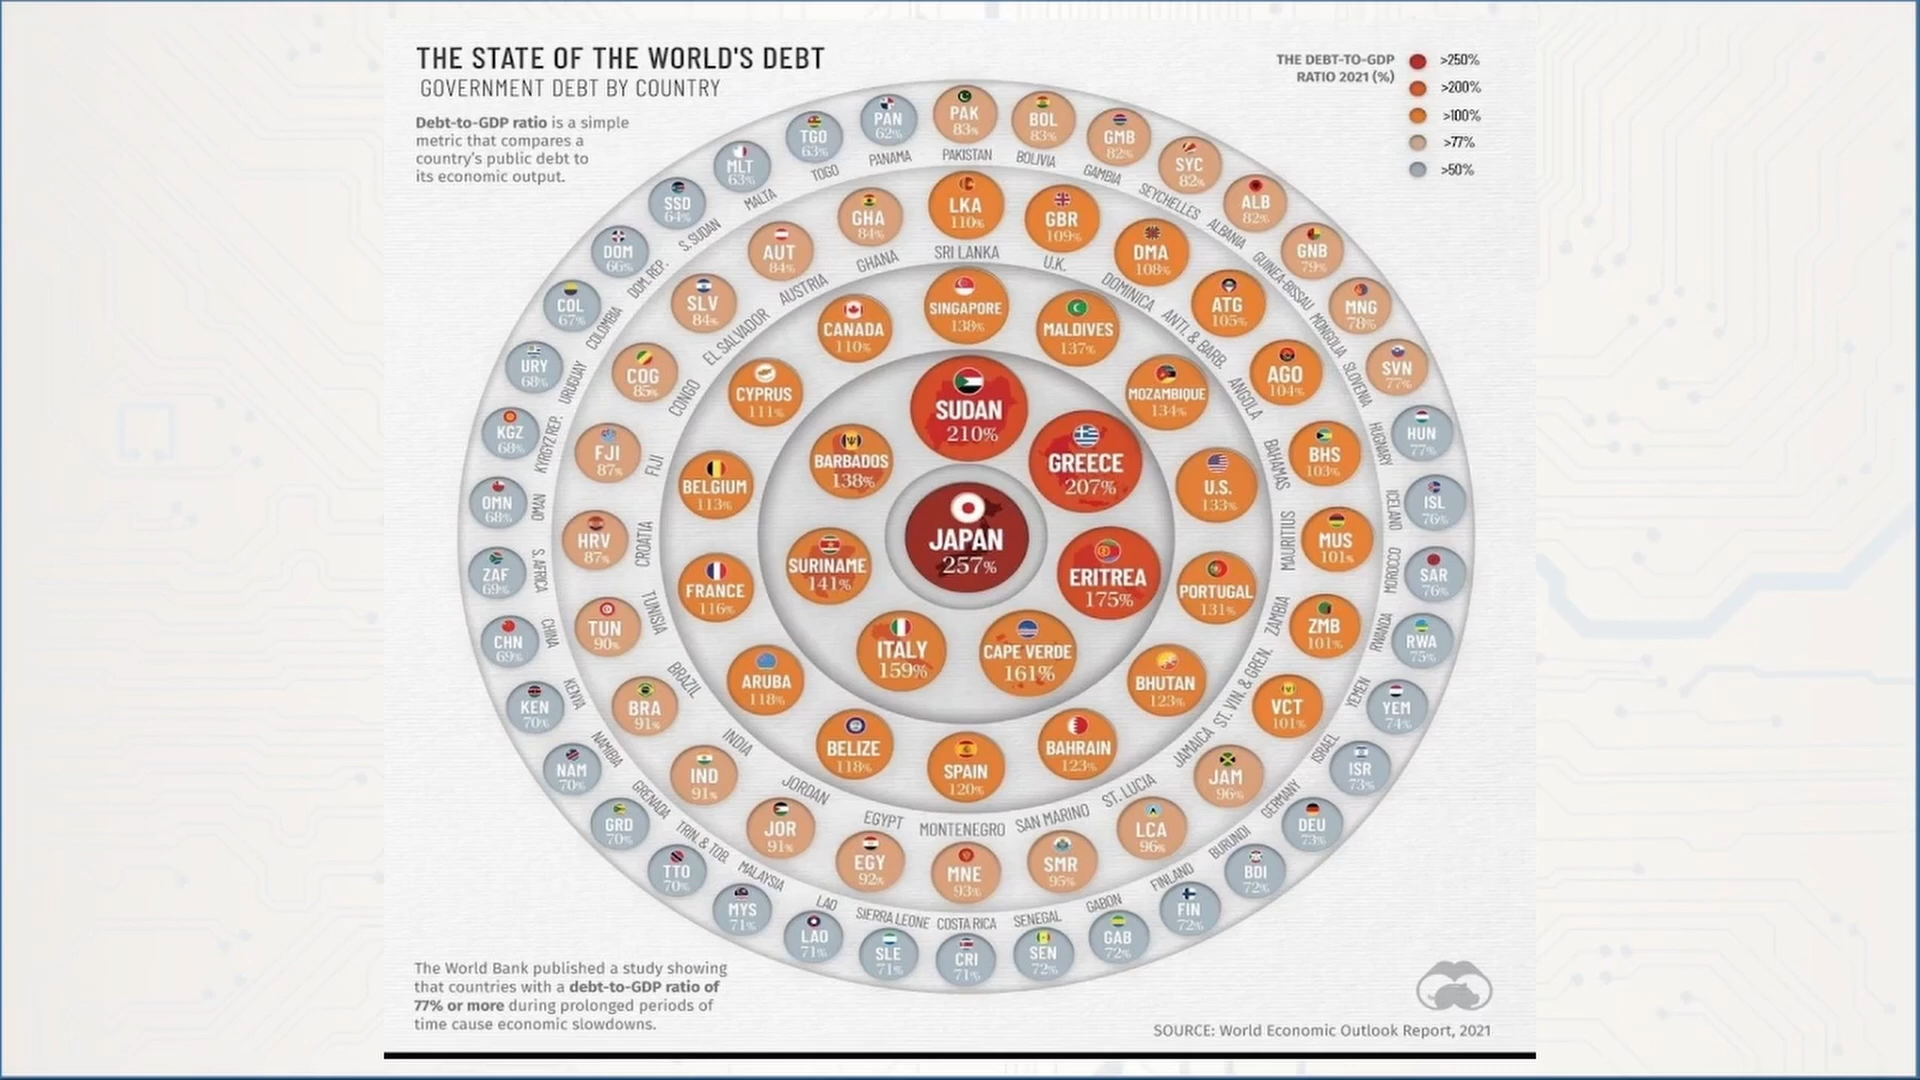 THE STATE OF THE WORLD'S DEBT
GOVERNMENT DEBT BY COUNTRY
Debt-to-GDP ratio is a simple
metric that compares a
country's public debt to
its economic output.
THE DEBT-TO-GDP
RATIO 2021 (%)
>250%
>200%
>100%
>77%
>50%
JAPAN
257%
SUDAN
210%
GREECE
207%
ERITREA
175%
CAPE VERDE
161%
ITALY
159%
SURINAME
141%
BARBADOS
138%
SINGAPORE
138%
MALDIVES
137%
MOZAMBIQUE
134%
U.S.
133%
PORTUGAL
131%
BHUTAN
123%
BAHRAIN
123%
SPAIN
120%
BELIZE
118%
ARUBA
118%
FRANCE
116%
BELGIUM
113%
CYPRUS
111%
CANADA
110%
LKA
110%
SRI LANKA
GBR
109%
U.K.
DMA
108%
DOMINICA
ATG
105%
ANTI. & BARB.
AGO
104%
ANGOLA
BHS
103%
BAHAMAS
MUS
101%
MAURITIUS
ZMB
101%
ZAMBIA
VCT
101%
ST. VIN. & GREN.
JAM
96%
JAMAICA
LCA
96%
ST. LUCIA
SMR
95%
SAN MARINO
MNE
93%
MONTENEGRO
EGY
92%
EGYPT
JOR
91%
JORDAN
IND
91%
INDIA
BRA
91%
BRAZIL
TUN
90%
TUNISIA
HRV
87%
CROATIA
FJI
87%
FIJI
COG
85%
CONGO
SLV
84%
EL SALVADOR
AUT
84%
AUSTRIA
GHA
84%
GHANA
PAK
83%
PAKISTAN
BOL
83%
BOLIVIA
GMB
82%
GAMBIA
SYC
82%
SEYCHELLES
ALB
82%
ALBANIA
GNB
79%
GUINEA-BISSAU
MNG
78%
MONGOLIA
SVN
77%
SLOVENIA
HUN
77%
HUGNARY
ISL
76%
ICELAND
SAR
76%
MOROCCO
RWA
75%
RWANDA
YEM
74%
YEMEN
ISR
73%
ISRAEL
DEU
73%
GERMANY
BDI
72%
BURUNDI
FIN
72%
FINLAND
GAB
72%
GABON
SEN
72%
SENEGAL
CRI
71%
COSTA RICA
SLE
71%
SIERRA LEONE
LAO
71%
LAO
MYS
71%
MALAYSIA
TTO
70%
TRIN. & TOB.
GRD
70%
GRENADA
NAM
70%
NAMIBIA
KEN
70%
KENYA
CHN
69%
CHINA
ZAF
69%
S. AFRICA
OMN
68%
OMAN
KGZ
68%
KYRGYZ REP.
URY
68%
URUGUAY
COL
67%
COLOMBIA
DOM
66%
DOM. REP.
SSD
64%
S. SUDAN
MLT
63%
MALTA
TGO
63%
TOGO
PAN
62%
PANAMA
The World Bank published a study showing
that countries with a debt-to-GDP ratio of
77% or more during prolonged periods of
time cause economic slowdowns.
SOURCE: World Economic Outlook Report, 2021